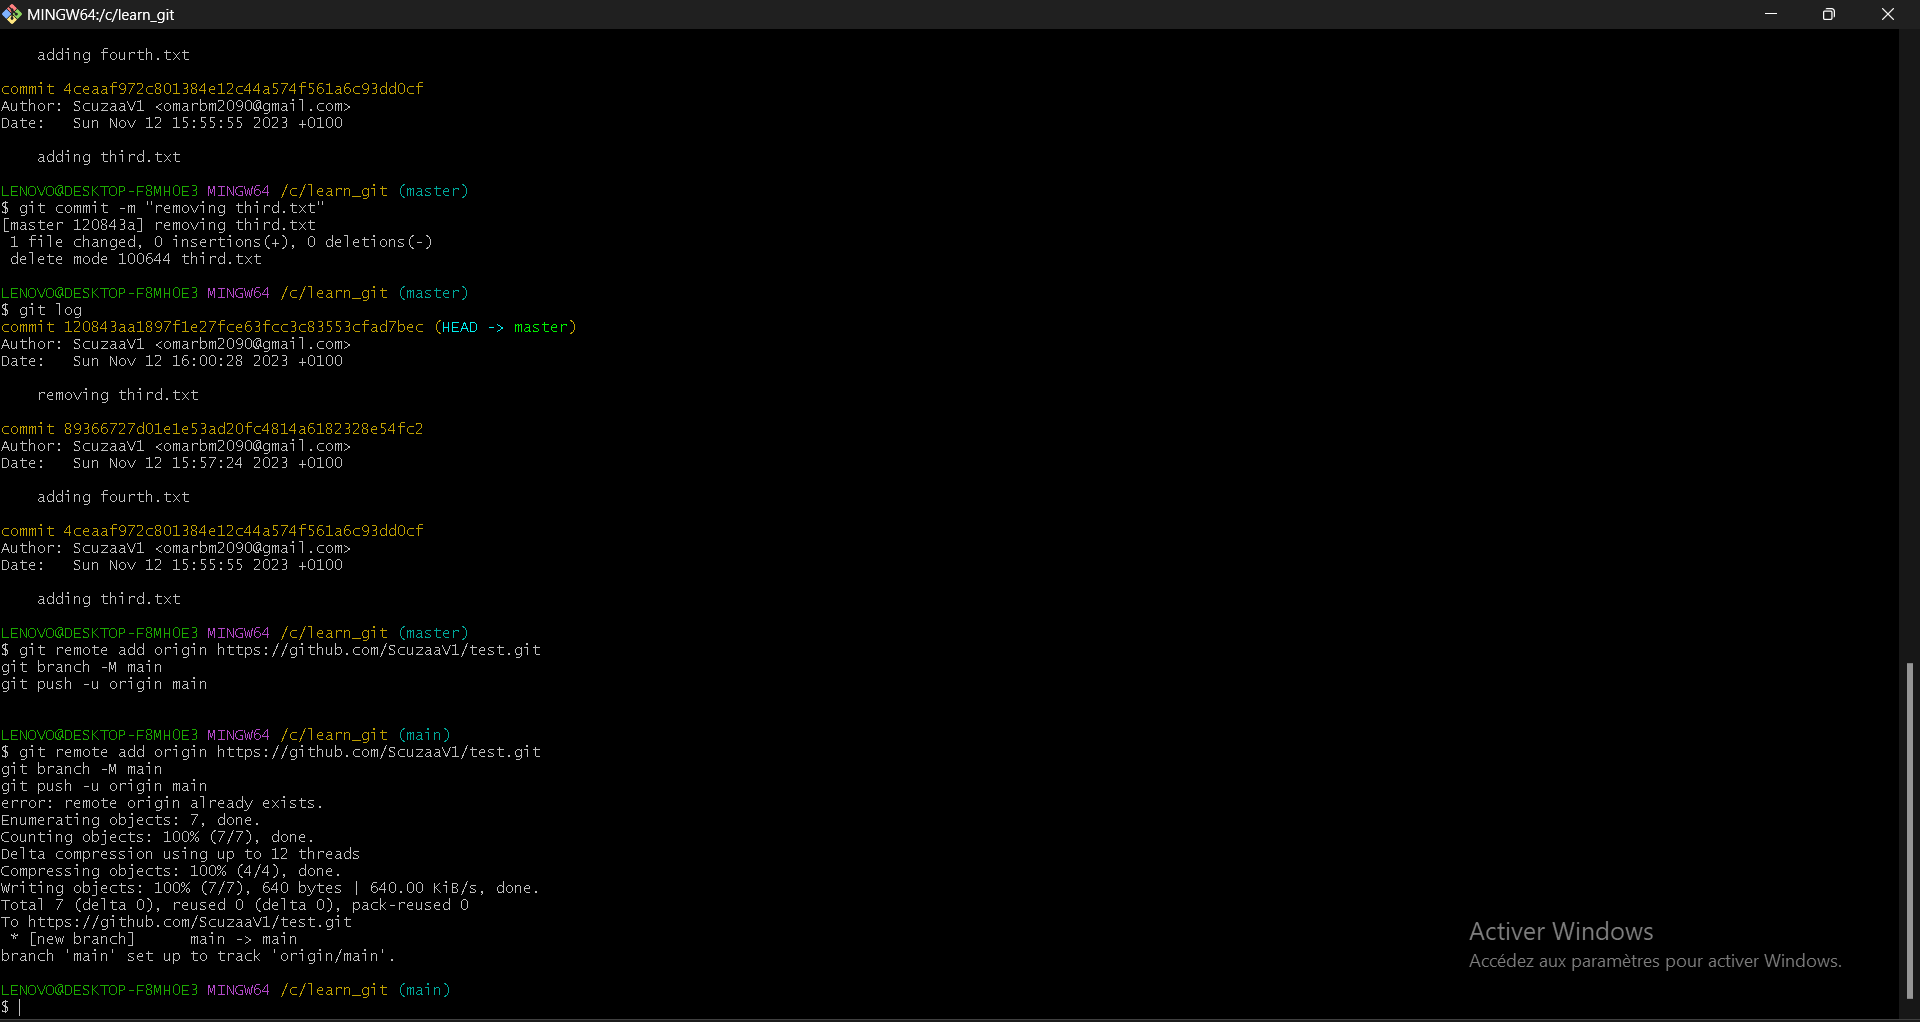 MINGW64:/c/learn_git
    adding fourth.txt
commit 4ceaaf972c801384e12c44a574f561a6c93dd0cf
Author: ScuzaaV1 <omarbm2090@gmail.com>
Date:   Sun Nov 12 15:55:55 2023 +0100
    adding third.txt
LENOVO@DESKTOP-F8MH0E3 MINGW64 /c/learn_git (master)
$ git commit -m "removing third.txt"
[master 120843a] removing third.txt
 1 file changed, 0 insertions(+), 0 deletions(-)
 delete mode 100644 third.txt
LENOVO@DESKTOP-F8MH0E3 MINGW64 /c/learn_git (master)
$ git log
commit 120843aa1897f1e27fce63fcc3c83553cfad7bec (HEAD -> master)
Author: ScuzaaV1 <omarbm2090@gmail.com>
Date:   Sun Nov 12 16:00:28 2023 +0100
    removing third.txt
commit 89366727d01e1e53ad20fc4814a6182328e54fc2
Author: ScuzaaV1 <omarbm2090@gmail.com>
Date:   Sun Nov 12 15:57:24 2023 +0100
    adding fourth.txt
commit 4ceaaf972c801384e12c44a574f561a6c93dd0cf
Author: ScuzaaV1 <omarbm2090@gmail.com>
Date:   Sun Nov 12 15:55:55 2023 +0100
    adding third.txt
LENOVO@DESKTOP-F8MH0E3 MINGW64 /c/learn_git (master)
$ git remote add origin https://github.com/ScuzaaV1/test.git
git branch -M main
git push -u origin main
LENOVO@DESKTOP-F8MH0E3 MINGW64 /c/learn_git (main)
$ git remote add origin https://github.com/ScuzaaV1/test.git
git branch -M main
git push -u origin main
error: remote origin already exists.
Enumerating objects: 7, done.
Counting objects: 100% (7/7), done.
Delta compression using up to 12 threads
Compressing objects: 100% (4/4), done.
Writing objects: 100% (7/7), 640 bytes | 640.00 KiB/s, done.
Total 7 (delta 0), reused 0 (delta 0), pack-reused 0
To https://github.com/ScuzaaV1/test.git
 * [new branch]      main -> main
branch 'main' set up to track 'origin/main'.
LENOVO@DESKTOP-F8MH0E3 MINGW64 /c/learn_git (main)
$
Activer Windows
Accédez aux paramètres pour activer Windows.